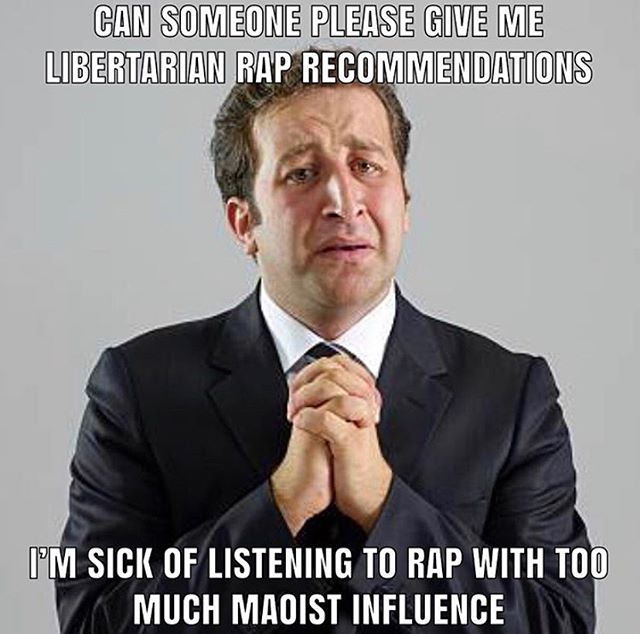 CAN SOMEONE PLEASE GIVE ME
LIBERTARIAN RAP RECOMMENDATIONS
I'M SICK OF LISTENING TO RAP WITH TOO
MUCH MAOIST INFLUENCE